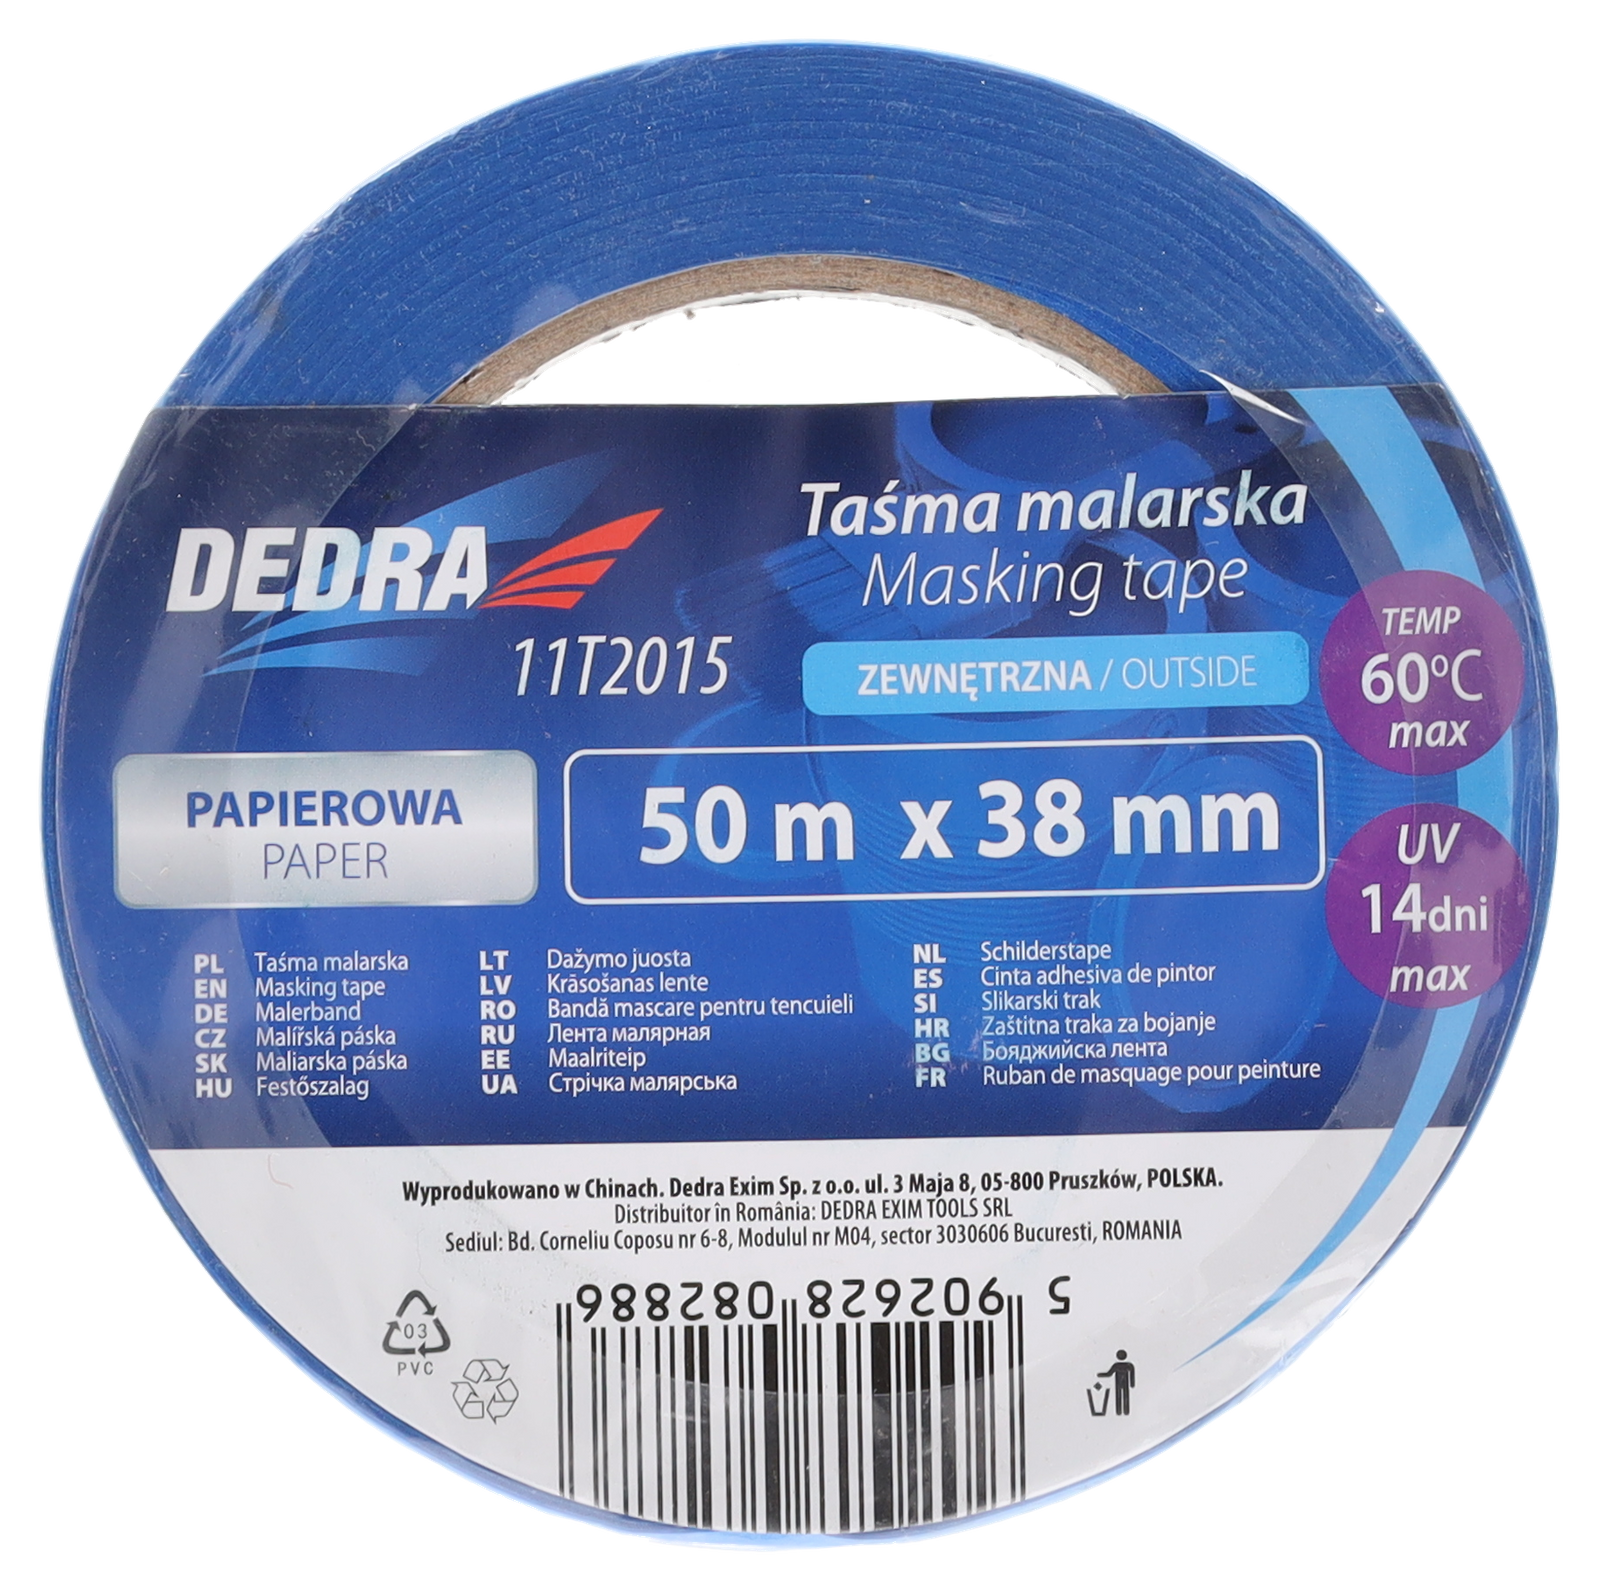 DEDRA
11T2015
Taśma malarska
Masking tape
ZEWNĘTRZNA / OUTSIDE
TEMP
60°C
max
PAPIEROWA
PAPER
50 m x 38 mm
UV
14dni
max
PL Taśma malarska
EN Masking tape
DE Malerband
CZ Malířská páska
SK Maliarska páska
HU Festőszalag
LT Dažymo juosta
LV Krāsošanas lente
RO Bandă mascare pentru tencuieli
RU Лента малярная
EE Maalriteip
UA Стрічка малярська
NL Schilderstape
ES Cinta adhesiva de pintor
SI Slikarski trak
HR Zaštitna traka za bojanje
BG Бояджийска лента
FR Ruban de masquage pour peinture
Wyprodukowano w Chinach. Dedra Exim Sp. z o.o. ul. 3 Maja 8, 05-800 Pruszków, POLSKA.
Distribuitor în România: DEDRA EXIM TOOLS SRL
Sediul: Bd. Corneliu Coposu nr 6-8, Modulul nr M04, sector 3030606 Bucuresti, ROMANIA
5 902628 082886
03
PVC